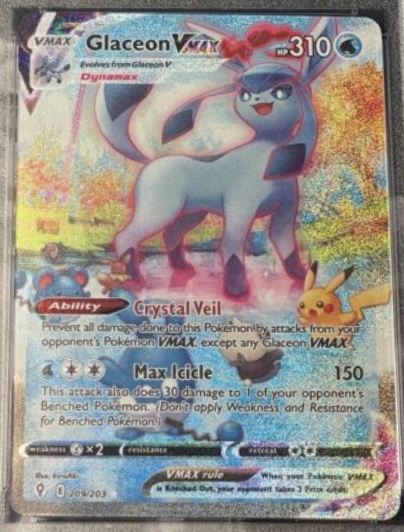 VMAX
Glaceon VMAX HP 310
Evolves from Glaceon V
Dynamax
Ability Crystal Veil
Prevent all damage done to this Pokémon by attacks from your
opponent's Pokémon VMAX, except any Glaceon VMAX.
Max Icicle 150
This attack also does 30 damage to 1 of your opponent's
Benched Pokémon. (Don't apply Weakness and Resistance
for Benched Pokémon.)
weakness ×2 resistance retreat
Illus.
VMAX rule When your Pokémon VMAX
is Knocked Out, your opponent takes 3 Prize cards.
E 209/203